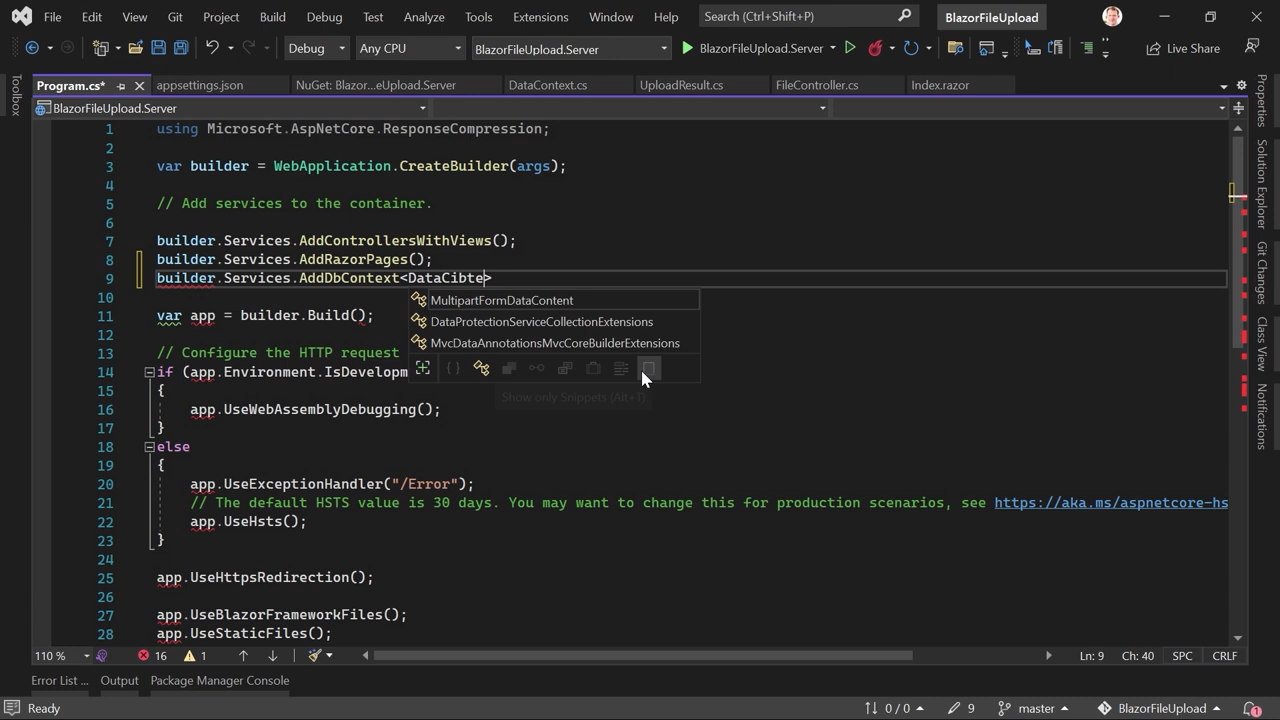 File Edit View Git Project Build Debug Test Analyze Tools Extensions Window Help Search (Ctrl+Shift+P) BlazorFileUpload
Debug Any CPU BlazorFileUpload.Server BlazorFileUpload.Server Live Share
Toolbox
Program.cs* appsettings.json NuGet: Blazor...eUpload.Server DataContext.cs UploadResult.cs FileController.cs Index.razor
BlazorFileUpload.Server
1 using Microsoft.AspNetCore.ResponseCompression;
2
3 var builder = WebApplication.CreateBuilder(args);
4
5 // Add services to the container.
6
7 builder.Services.AddControllersWithViews();
8 builder.Services.AddRazorPages();
9 builder.Services.AddDbContext<DataCibte>
10 MultipartFormDataContent
11 var app = builder.Build();
DataProtectionServiceCollectionExtensions
12 MvcDataAnnotationsMvcCoreBuilderExtensions
13 // Configure the HTTP request
14 if (app.Environment.IsDevelopm
15 {
Show only Snippets (Alt+T)
16 app.UseWebAssemblyDebugging();
17 }
18 else
19 {
20 app.UseExceptionHandler("/Error");
21 // The default HSTS value is 30 days. You may want to change this for production scenarios, see https://aka.ms/aspnetcore-hs
22 app.UseHsts();
23 }
24
25 app.UseHttpsRedirection();
26
27 app.UseBlazorFrameworkFiles();
28 app.UseStaticFiles();
Properties
Solution Explorer
Git Changes
Live Visual Tree
Notifications
110 % 16 1 Ln: 9 Ch: 40 SPC CRLF
Error List ... Output Package Manager Console
Ready 0 / 0 9 master BlazorFileUpload 1